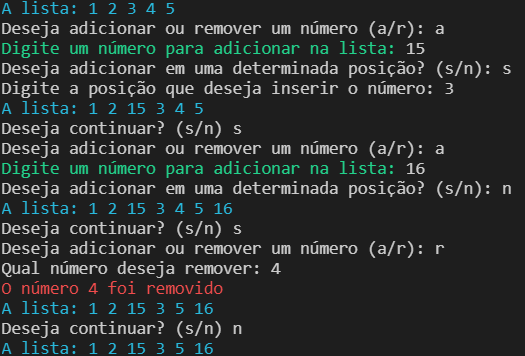 A lista: 1 2 3 4 5
Deseja adicionar ou remover um número (a/r): a
Digite um número para adicionar na lista: 15
Deseja adicionar em uma determinada posição? (s/n): s
Digite a posição que deseja inserir o número: 3
A lista: 1 2 15 3 4 5
Deseja continuar? (s/n) s
Deseja adicionar ou remover um número (a/r): a
Digite um número para adicionar na lista: 16
Deseja adicionar em uma determinada posição? (s/n): n
A lista: 1 2 15 3 4 5 16
Deseja continuar? (s/n) s
Deseja adicionar ou remover um número (a/r): r
Qual número deseja remover: 4
O número 4 foi removido
A lista: 1 2 15 3 5 16
Deseja continuar? (s/n) n
A lista: 1 2 15 3 5 16